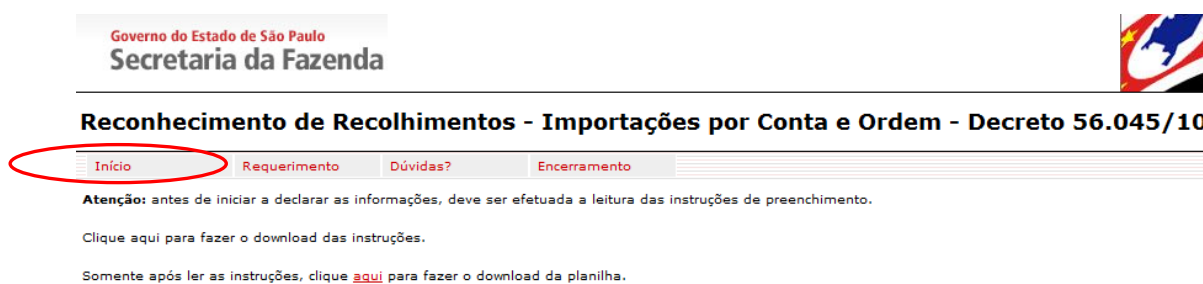 Governo do Estado de São Paulo
Secretaria da Fazenda
Reconhecimento de Recolhimentos - Importações por Conta e Ordem - Decreto 56.045/10
Início Requerimento Dúvidas? Encerramento
Atenção: antes de iniciar a declarar as informações, deve ser efetuada a leitura das instruções de preenchimento.
Clique aqui para fazer o download das instruções.
Somente após ler as instruções, clique aqui para fazer o download da planilha.